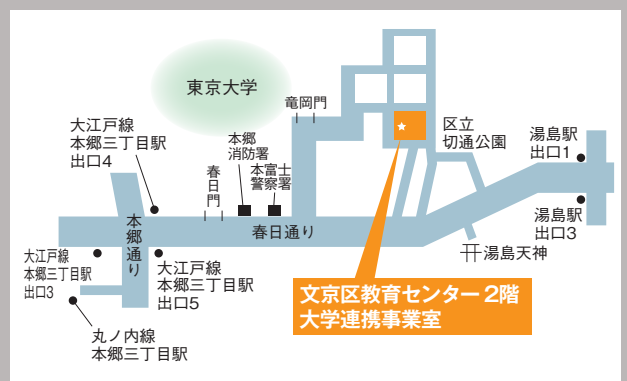 東京大学
竜岡門
大江戸線
本郷三丁目駅
出口4
本郷
消防署
本富士
警察署
春日門
区立
切通公園
湯島駅
出口1
湯島駅
出口3
本郷通り
春日通り
湯島天神
大江戸線
本郷三丁目駅
出口3
大江戸線
本郷三丁目駅
出口5
丸ノ内線
本郷三丁目駅
文京区教育センター2階
大学連携事業室